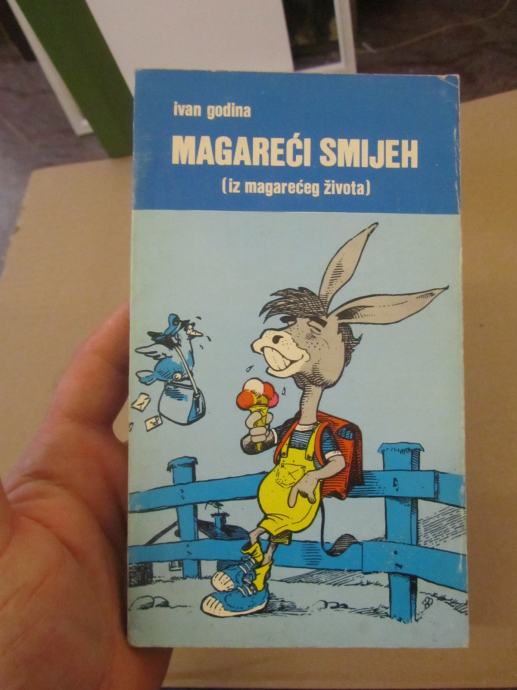 ivan godina
MAGAREĆI SMIJEH
(iz magarećeg života)